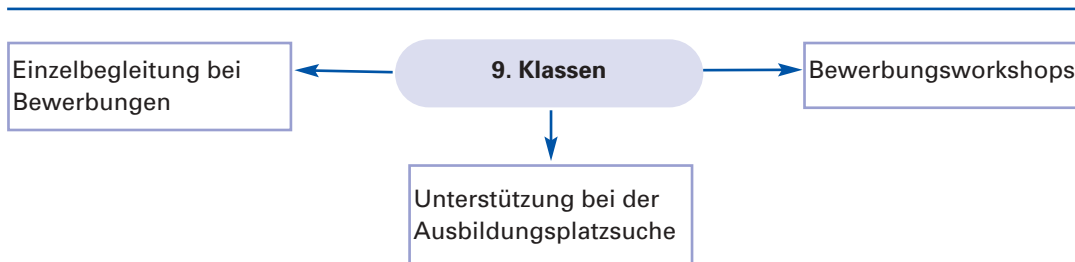 9. Klassen
Einzelbegleitung bei
Bewerbungen
Bewerbungsworkshops
Unterstützung bei der
Ausbildungsplatzsuche